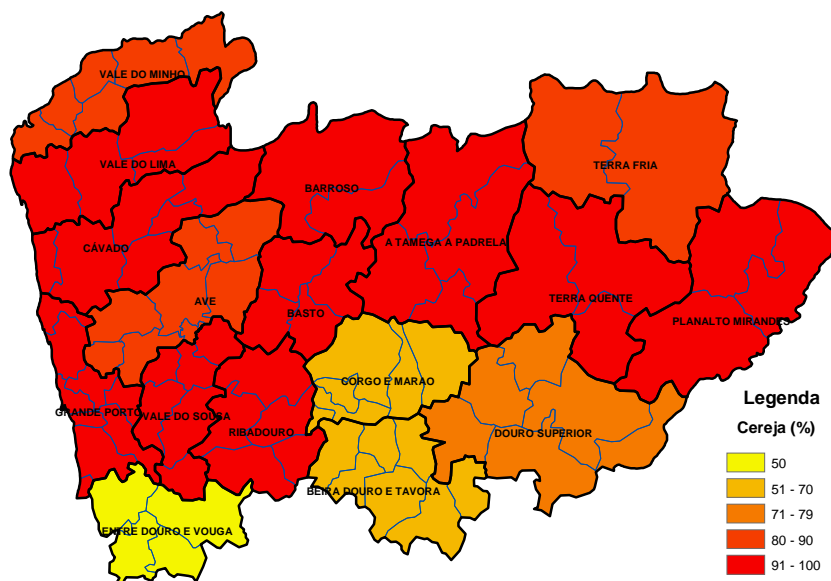 VALE DO MINHO
TERRA FRIA
VALE DO LIMA
BARROSO
CÁVADO
A TAMEGA A PADRELA
AVE
BASTO
TERRA QUENTE
PLANALTO MIRANDES
CORGO E MARAO
GRANDE PORTO
VALE DO SOUSA
RIBADOURO
DOURO SUPERIOR
BEIRA DOURO E TAVORA
ENTRE DOURO E VOUGA
Legenda
Cereja (%)
50
51 - 70
71 - 79
80 - 90
91 - 100